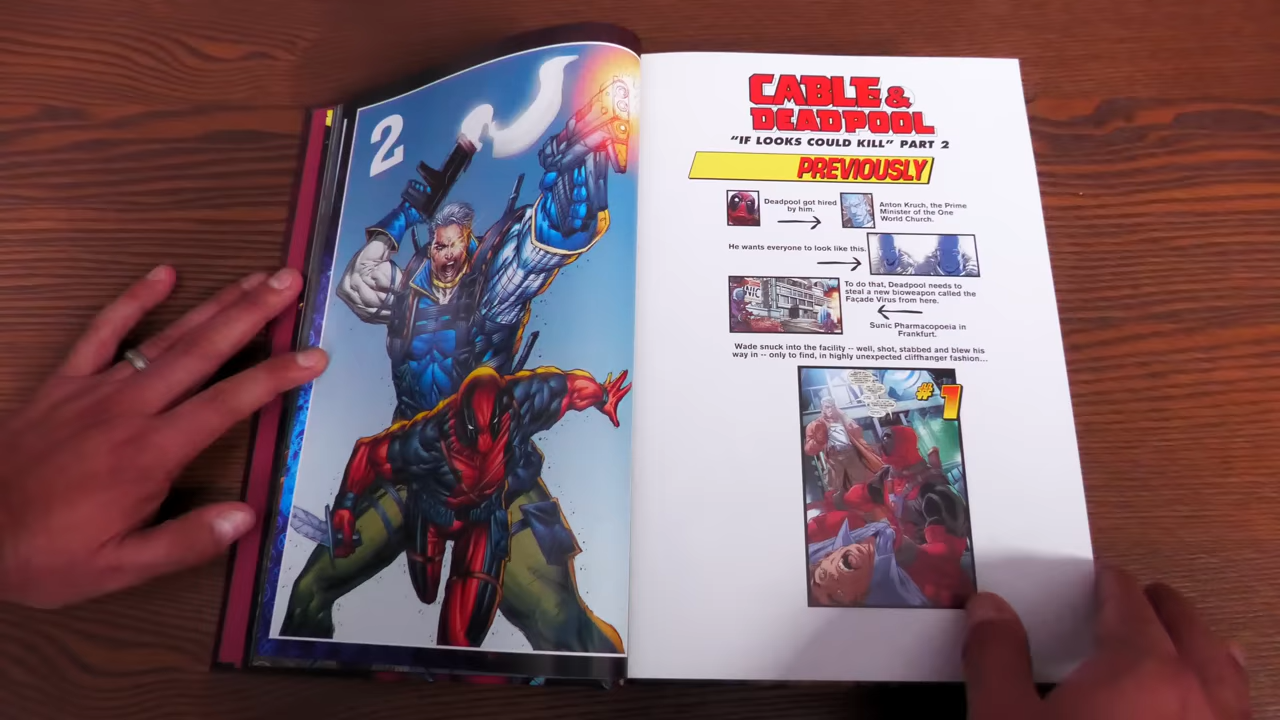 2
CABLE &
DEADPOOL
"IF LOOKS COULD KILL" PART 2
PREVIOUSLY
Deadpool got hired
by him.
Anton Kruch, the Prime
Minister of the One
World Church.
He wants everyone to look like this.
To do that, Deadpool needs to
steal a new bioweapon called the
Façade Virus from here.
Sunic Pharmacopoeia in
Frankfurt.
Wade snuck into the facility -- well, shot, stabbed and blew his
way in -- only to find, in highly unexpected cliffhanger fashion...
#1